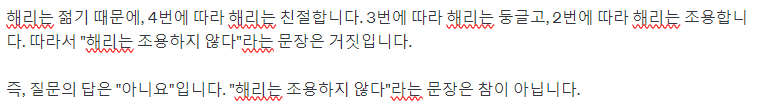 해리는 젊기 때문에, 4번에 따라 해리는 친절합니다. 3번에 따라 해리는 둥글고, 2번에 따라 해리는 조용합니
다. 따라서 "해리는 조용하지 않다"라는 문장은 거짓입니다.
즉, 질문의 답은 "아니요"입니다. "해리는 조용하지 않다"라는 문장은 참이 아닙니다.